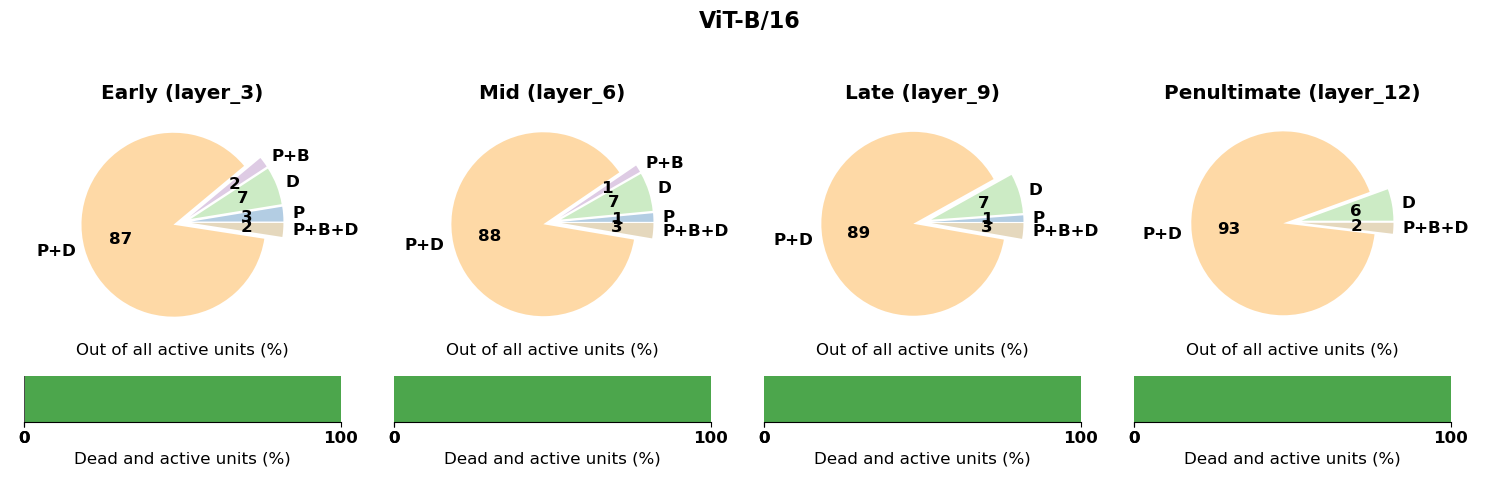 ViT-B/16
Early (layer_3)
P+B
2
D
7
P
3
P+B+D
2
P+D
87
Out of all active units (%)
0 100
Dead and active units (%)
Mid (layer_6)
P+B
1
D
7
P
1
P+B+D
3
P+D
88
Out of all active units (%)
0 100
Dead and active units (%)
Late (layer_9)
D
7
P
1
P+B+D
3
P+D
89
Out of all active units (%)
0 100
Dead and active units (%)
Penultimate (layer_12)
D
6
P+B+D
2
P+D
93
Out of all active units (%)
0 100
Dead and active units (%)